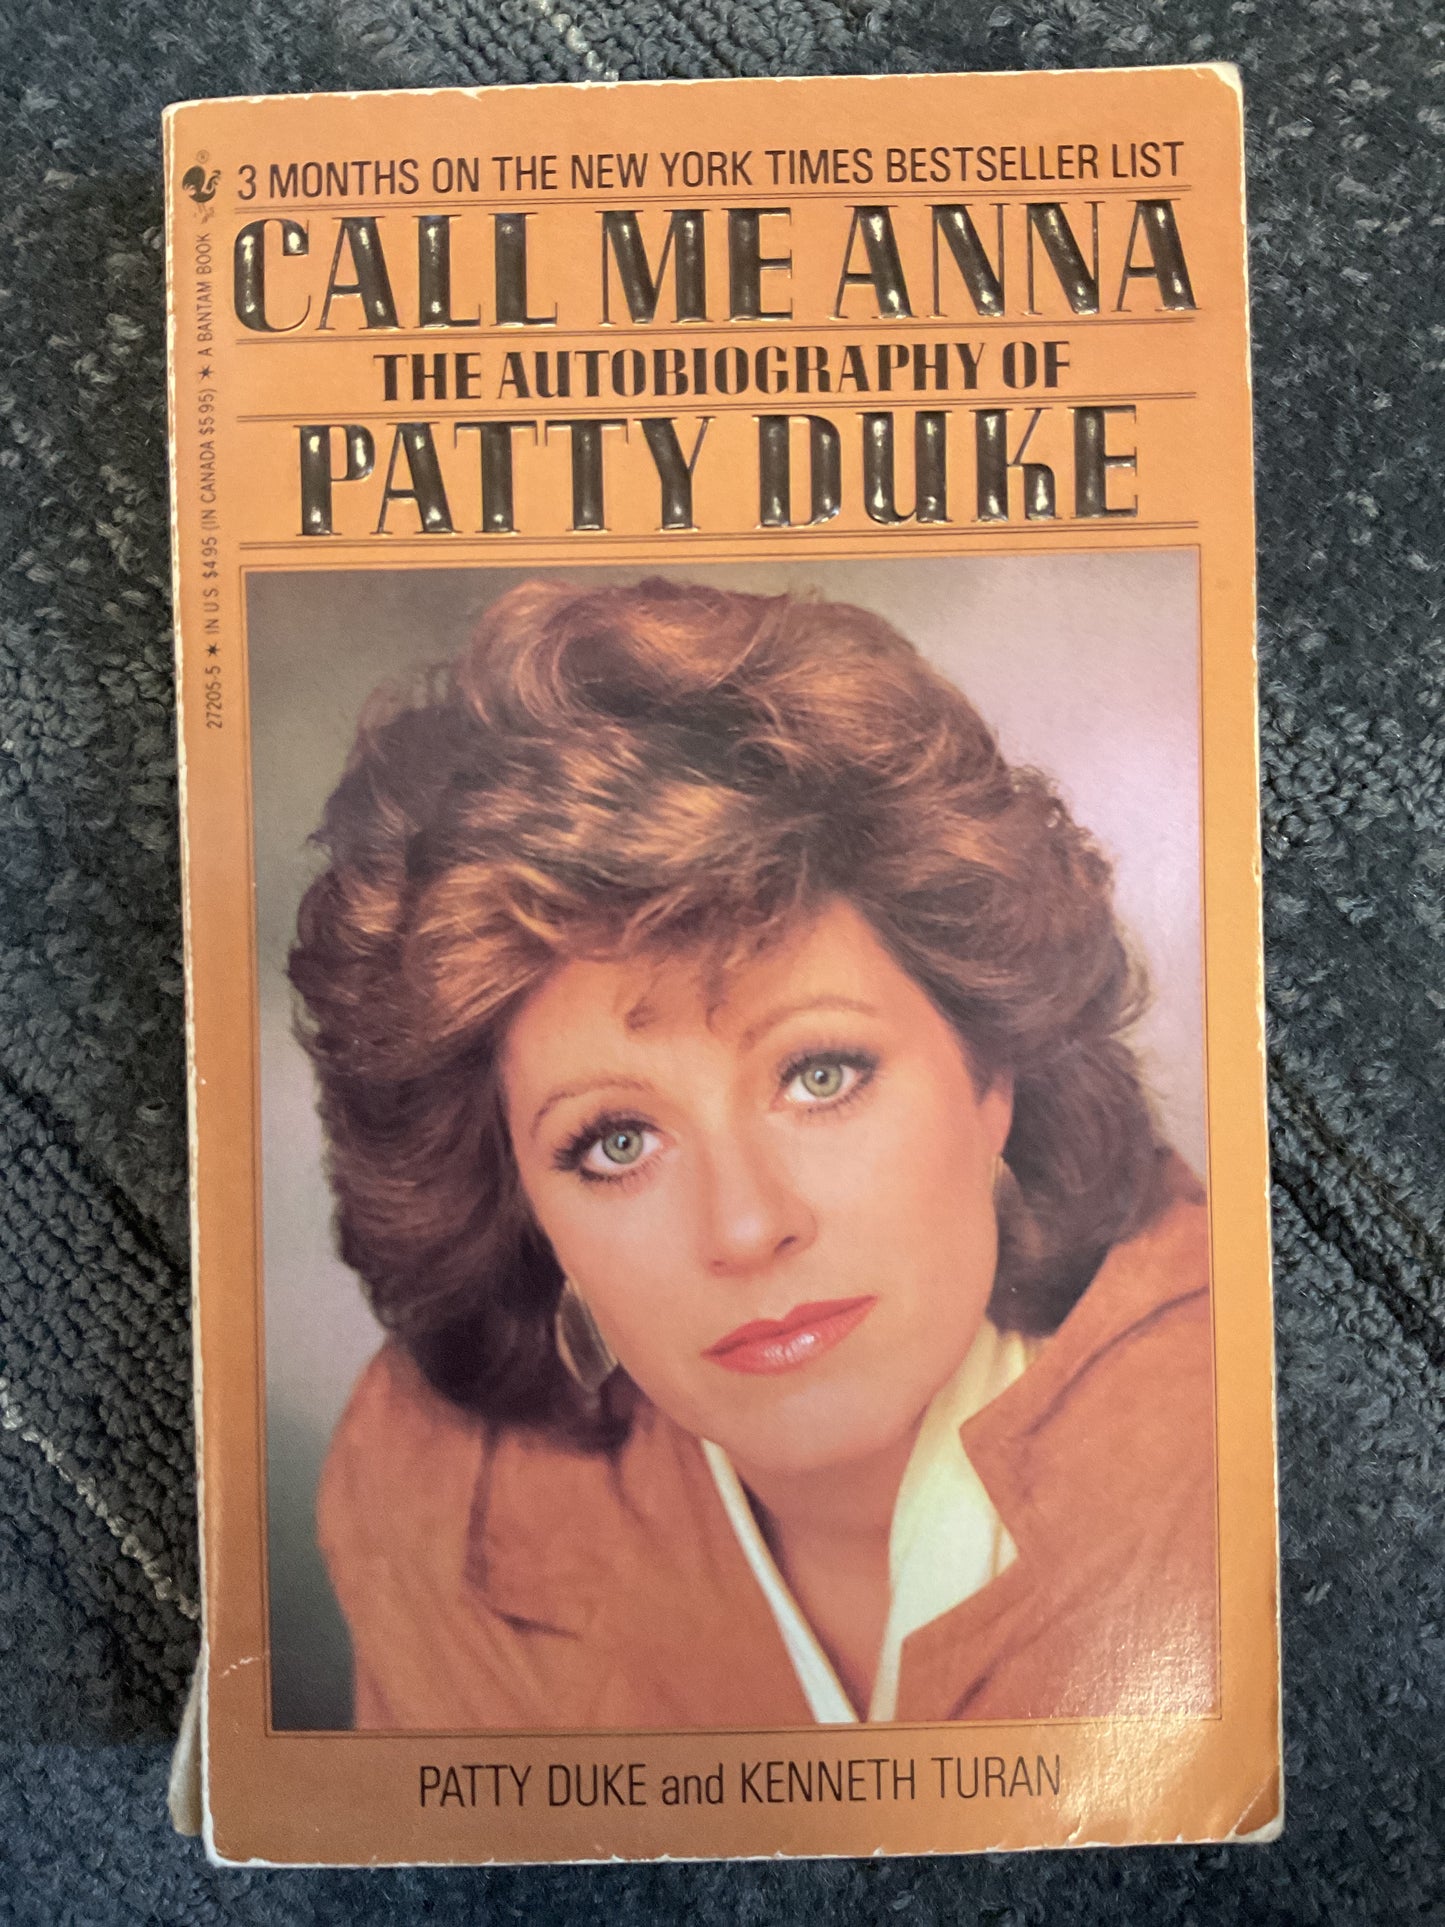 3 MONTHS ON THE NEW YORK TIMES BESTSELLER LIST
CALL ME ANNA
THE AUTOBIOGRAPHY OF
PATTY DUKE
27205-5 ★ IN U.S. $4.95 (IN CANADA $5.95) ★ A BANTAM BOOK
®
PATTY DUKE and KENNETH TURAN